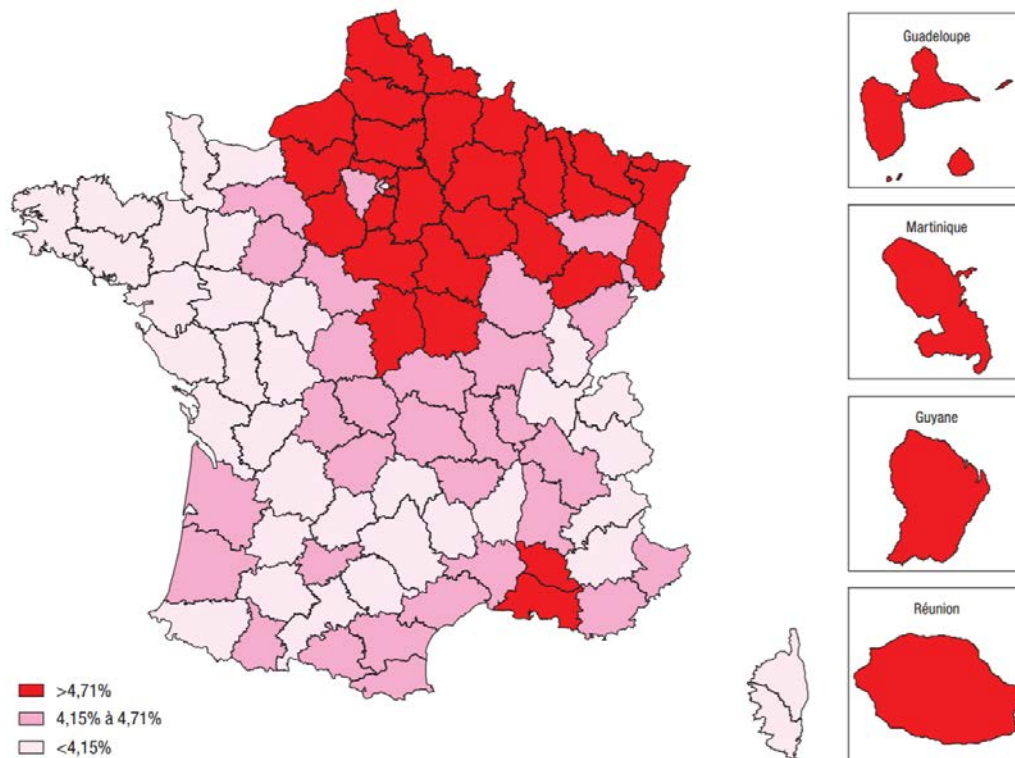 Guadeloupe
Martinique
Guyane
Réunion
>4,71%
4,15% à 4,71%
<4,15%